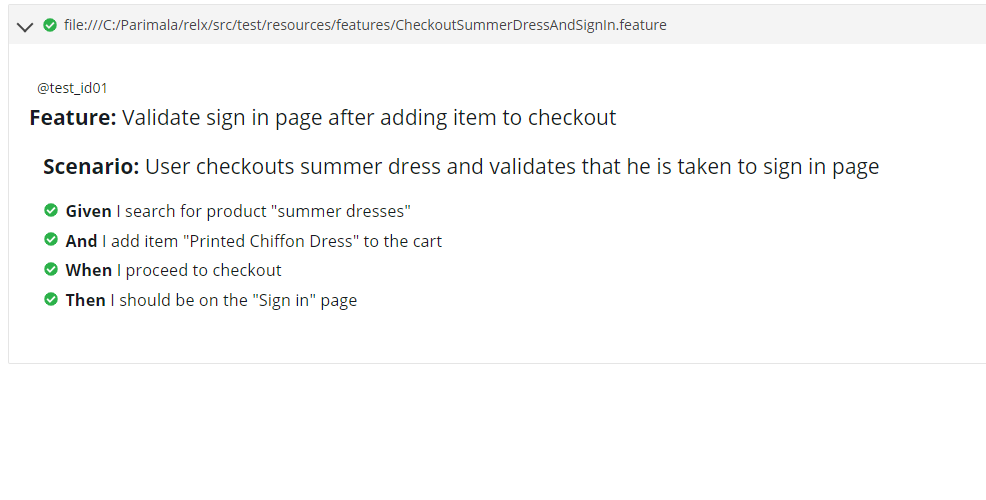 file:///C:/Parimala/relx/src/test/resources/features/CheckoutSummerDressAndSignIn.feature
@test_id01
Feature: Validate sign in page after adding item to checkout
Scenario: User checkouts summer dress and validates that he is taken to sign in page
Given I search for product "summer dresses"
And I add item "Printed Chiffon Dress" to the cart
When I proceed to checkout
Then I should be on the "Sign in" page